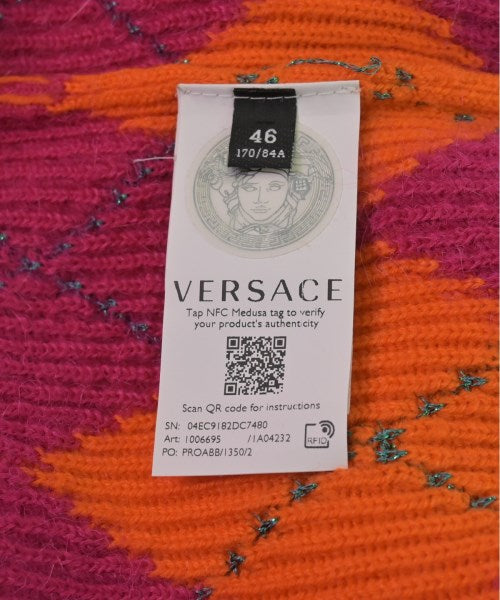 46
170/84A
VERSACE
Tap NFC Medusa tag to verify
your product's authenticity
Scan QR code for instructions
SN: 04EC9182DC7480
Art: 1006695 /1A04232
PO: PROABB/1350/2
RFID